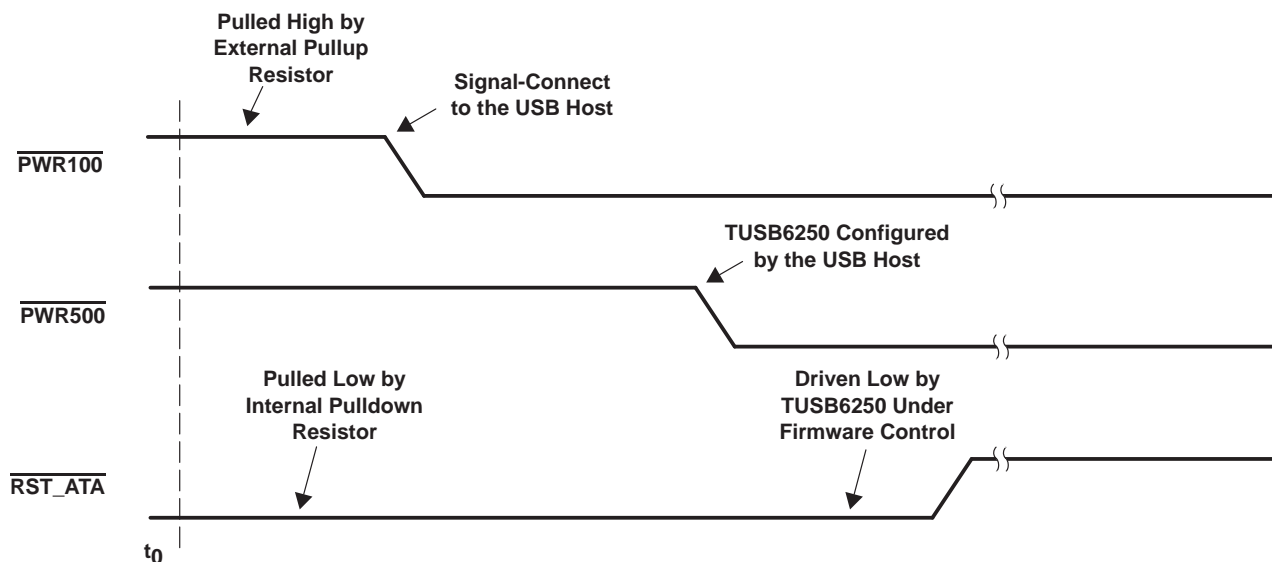 Pulled High by
External Pullup
Resistor
Signal-Connect
to the USB Host
PWR100
TUSB6250 Configured
by the USB Host
PWR500
Pulled Low by
Internal Pulldown
Resistor
Driven Low by
TUSB6250 Under
Firmware Control
RST_ATA
t0